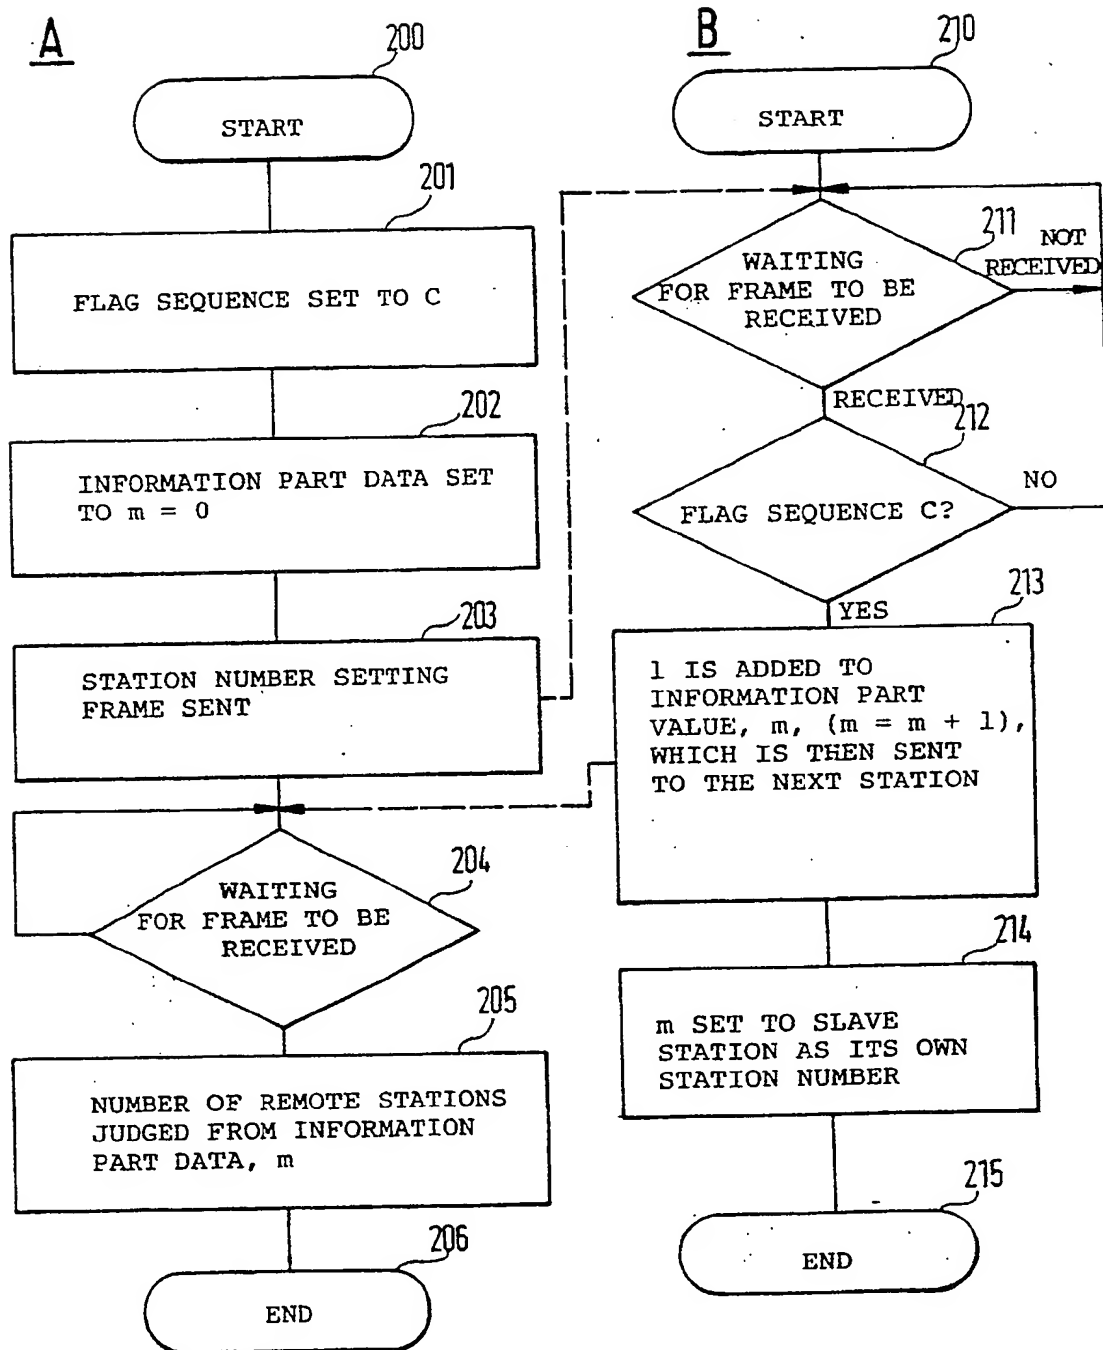 A
200
START
201
FLAG SEQUENCE SET TO C
202
INFORMATION PART DATA SET
TO m = 0
203
STATION NUMBER SETTING
FRAME SENT
204
WAITING
FOR FRAME TO BE
RECEIVED
205
NUMBER OF REMOTE STATIONS
JUDGED FROM INFORMATION
PART DATA, m
206
END
B
210
START
211
WAITING
FOR FRAME TO BE
RECEIVED
NOT
RECEIVED
RECEIVED
212
FLAG SEQUENCE C?
NO
YES
213
1 IS ADDED TO
INFORMATION PART
VALUE, m, (m = m + 1),
WHICH IS THEN SENT
TO THE NEXT STATION
214
m SET TO SLAVE
STATION AS ITS OWN
STATION NUMBER
215
END